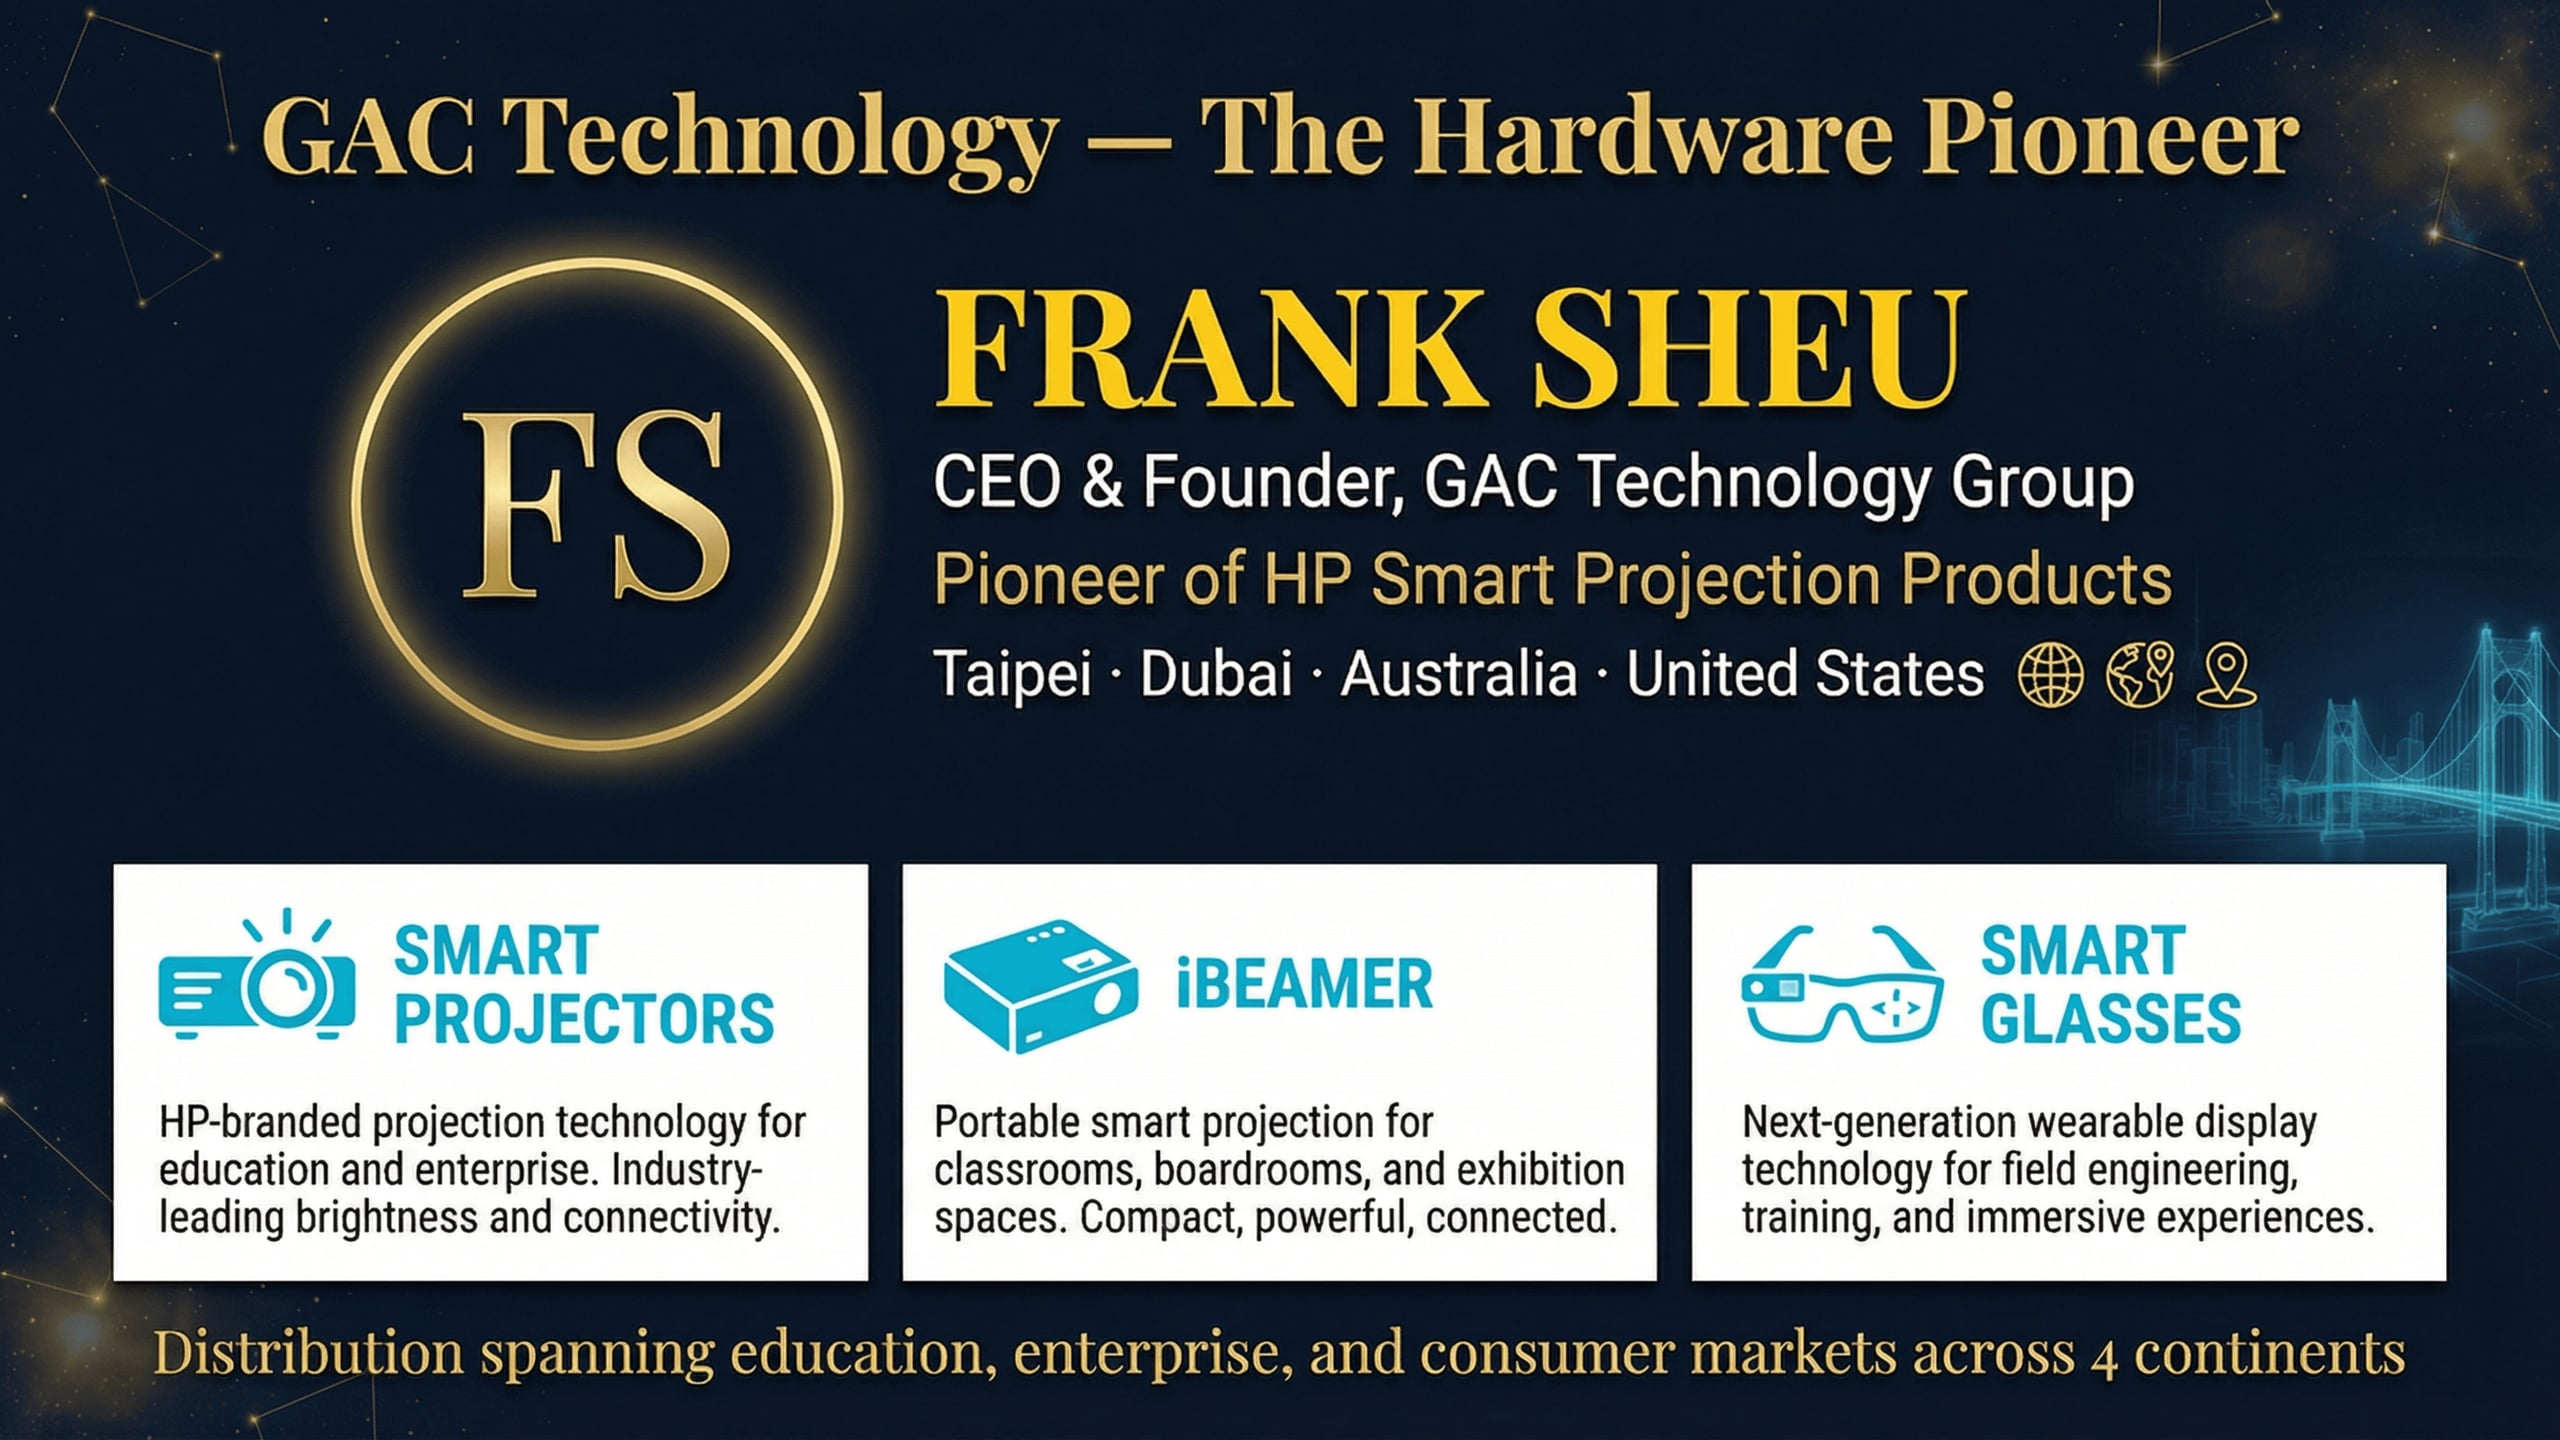 GAC Technology — The Hardware Pioneer
FS
FRANK SHEU
CEO & Founder, GAC Technology Group
Pioneer of HP Smart Projection Products
Taipei · Dubai · Australia · United States
SMART
PROJECTORS
HP-branded projection technology for
education and enterprise. Industry-
leading brightness and connectivity.
iBEAMER
Portable smart projection for
classrooms, boardrooms, and exhibition
spaces. Compact, powerful, connected.
SMART
GLASSES
Next-generation wearable display
technology for field engineering,
training, and immersive experiences.
Distribution spanning education, enterprise, and consumer markets across 4 continents